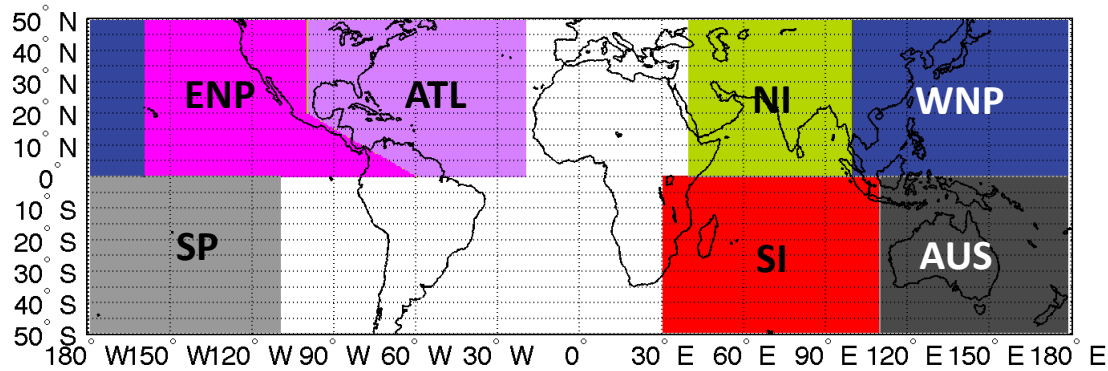 50° N
40° N
30° N
20° N
10° N
0°
10° S
20° S
30° S
40° S
50° S
ENP ATL NI WNP
SP SI AUS
180 W150 W120 W 90 W 60 W 30 W 0 30 E 60 E 90 E 120 E 150 E 180 E